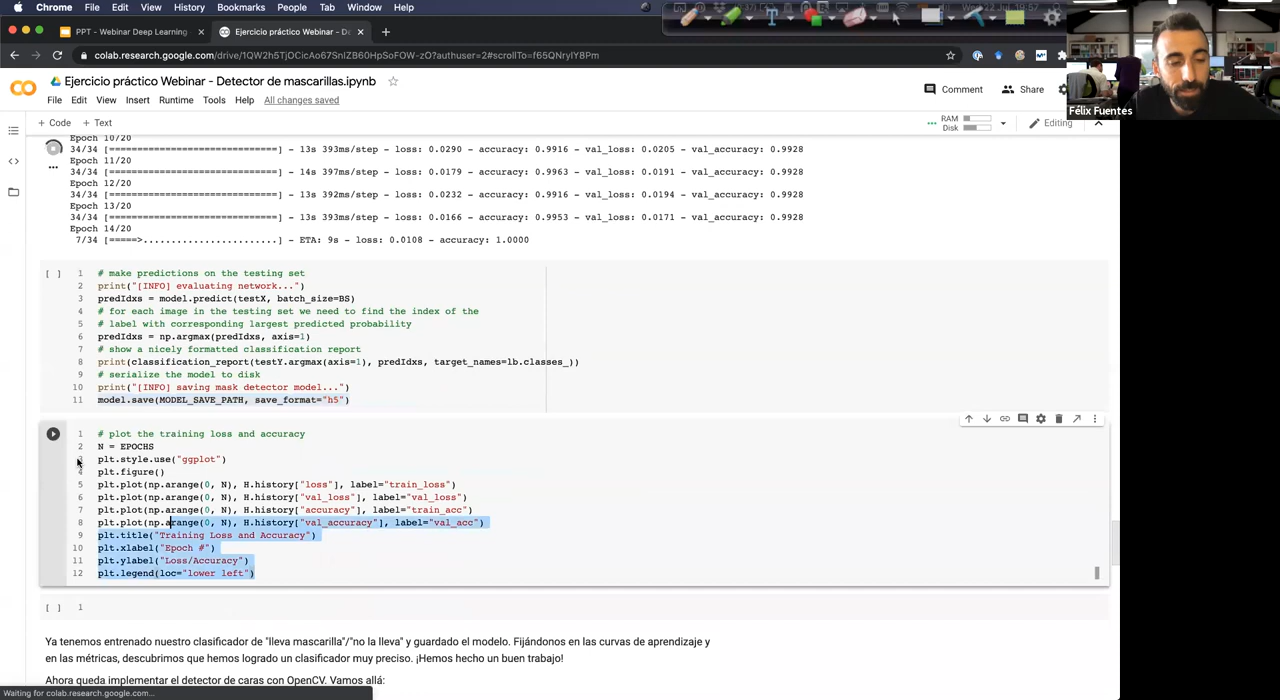 Chrome File Edit View History Bookmarks People Tab Window Help
PPT - Webinar Deep Learning
Ejercicio práctico Webinar - De
colab.research.google.com/drive/1QW2h5TjOCicAo67SnIZB60HpSoFOW-zO?authuser=2#scrollTo=f65QNryIY8Pm
Félix Fuentes
Ejercicio práctico Webinar - Detector de mascarillas.ipynb
Comment Share
File Edit View Insert Runtime Tools Help All changes saved
+ Code + Text
RAM
Disk
Editing
Epoch 10/20
34/34 [==============================] - 13s 393ms/step - loss: 0.0290 - accuracy: 0.9916 - val_loss: 0.0205 - val_accuracy: 0.9928
Epoch 11/20
34/34 [==============================] - 14s 397ms/step - loss: 0.0179 - accuracy: 0.9963 - val_loss: 0.0191 - val_accuracy: 0.9928
Epoch 12/20
34/34 [==============================] - 13s 392ms/step - loss: 0.0232 - accuracy: 0.9916 - val_loss: 0.0194 - val_accuracy: 0.9928
Epoch 13/20
34/34 [==============================] - 13s 393ms/step - loss: 0.0166 - accuracy: 0.9953 - val_loss: 0.0171 - val_accuracy: 0.9928
Epoch 14/20
7/34 [=====>........................] - ETA: 9s - loss: 0.0108 - accuracy: 1.0000
[ ] 1 # make predictions on the testing set
2 print("[INFO] evaluating network...")
3 predIdxs = model.predict(testX, batch_size=BS)
4 # for each image in the testing set we need to find the index of the
5 # label with corresponding largest predicted probability
6 predIdxs = np.argmax(predIdxs, axis=1)
7 # show a nicely formatted classification report
8 print(classification_report(testY.argmax(axis=1), predIdxs, target_names=lb.classes_))
9 # serialize the model to disk
10 print("[INFO] saving mask detector model...")
11 model.save(MODEL_SAVE_PATH, save_format="h5")
1 # plot the training loss and accuracy
2 N = EPOCHS
3 plt.style.use("ggplot")
4 plt.figure()
5 plt.plot(np.arange(0, N), H.history["loss"], label="train_loss")
6 plt.plot(np.arange(0, N), H.history["val_loss"], label="val_loss")
7 plt.plot(np.arange(0, N), H.history["accuracy"], label="train_acc")
8 plt.plot(np.arange(0, N), H.history["val_accuracy"], label="val_acc")
9 plt.title("Training Loss and Accuracy")
10 plt.xlabel("Epoch #")
11 plt.ylabel("Loss/Accuracy")
12 plt.legend(loc="lower left")
[ ] 1
Ya tenemos entrenado nuestro clasificador de "lleva mascarilla"/"no la lleva" y guardado el modelo. Fijándonos en las curvas de aprendizaje y
en las métricas, descubrimos que hemos logrado un clasificador muy preciso. ¡Hemos hecho un buen trabajo!
Ahora queda implementar el detector de caras con OpenCV. Vamos allá:
Waiting for colab.research.google.com...